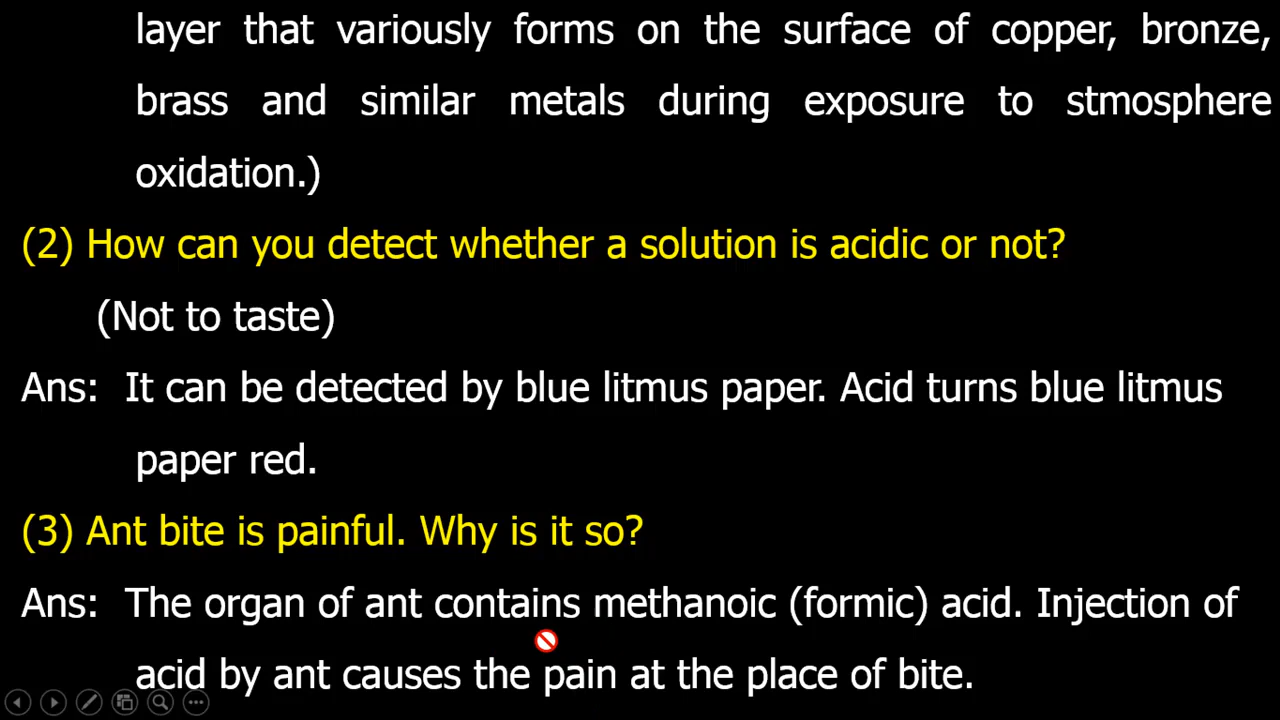 layer that variously forms on the surface of copper, bronze,
brass and similar metals during exposure to stmosphere
oxidation.)
(2) How can you detect whether a solution is acidic or not?
(Not to taste)
Ans: It can be detected by blue litmus paper. Acid turns blue litmus
paper red.
(3) Ant bite is painful. Why is it so?
Ans: The organ of ant contains methanoic (formic) acid. Injection of
acid by ant causes the pain at the place of bite.